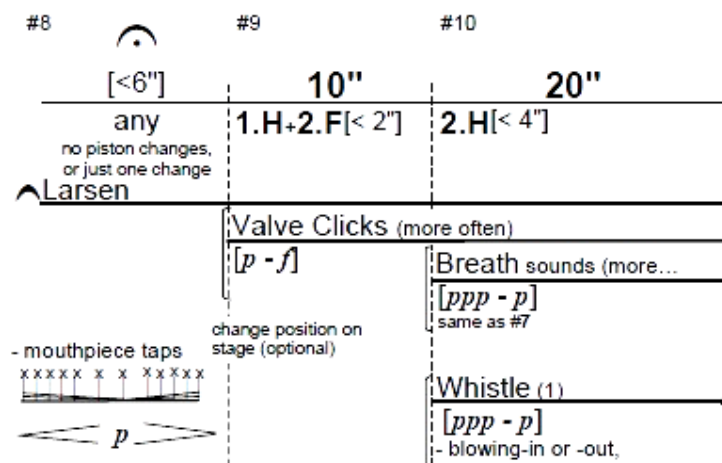 #8 #9 #10
[<6"] 10" 20"
any 1.H+2.F[< 2"] 2.H[< 4"]
no piston changes,
or just one change
Larsen
Valve Clicks (more often)
[p - f]
Breath sounds (more...
[ppp - p]
same as #7
change position on
stage (optional)
- mouthpiece taps
x x x x x x x x x x x x
p
Whistle (1)
[ppp - p]
- blowing-in or -out,